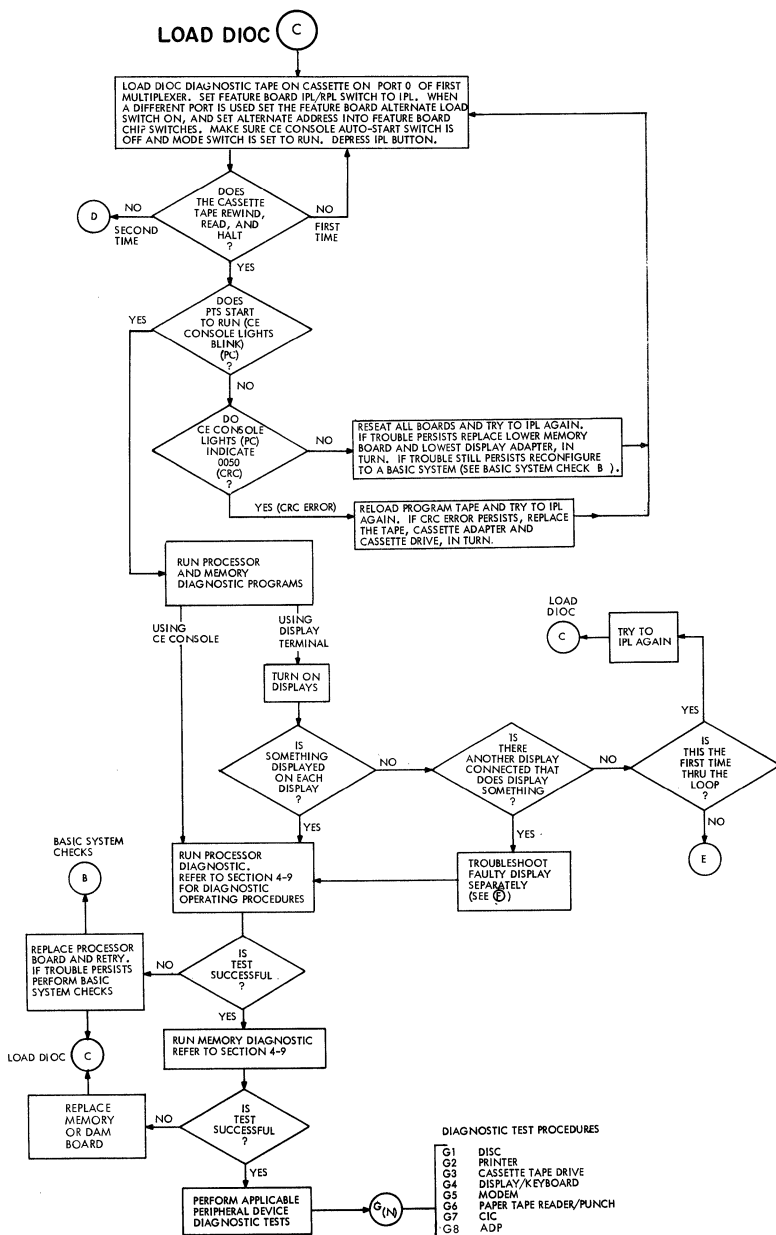 LOAD DIOC
C
LOAD DIOC DIAGNOSTIC TAPE ON CASSETTE ON PORT 0 OF FIRST
MULTIPLEXER. SET FEATURE BOARD IPL/RPL SWITCH TO IPL. WHEN
A DIFFERENT PORT IS USED SET THE FEATURE BOARD ALTERNATE LOAD
SWITCH ON, AND SET ALTERNATE ADDRESS INTO FEATURE BOARD
CHIP SWITCHES. MAKE SURE CE CONSOLE AUTO-START SWITCH IS
OFF AND MODE SWITCH IS SET TO RUN. DEPRESS IPL BUTTON.
DOES
THE CASSETTE
TAPE REWIND,
READ, AND
HALT
?
NO
SECOND
TIME
D
NO
FIRST
TIME
YES
DOES
PTS START
TO RUN (CE
CONSOLE LIGHTS
BLINK)
(PC)
?
YES
NO
DO
CE CONSOLE
LIGHTS (PC)
INDICATE
0050
(CRC)
?
NO
RESEAT ALL BOARDS AND TRY TO IPL AGAIN.
IF TROUBLE PERSISTS REPLACE LOWER MEMORY
BOARD AND LOWEST DISPLAY ADAPTER, IN
TURN. IF TROUBLE STILL PERSISTS RECONFIGURE
TO A BASIC SYSTEM (SEE BASIC SYSTEM CHECK B ).
YES (CRC ERROR)
RELOAD PROGRAM TAPE AND TRY TO IPL
AGAIN. IF CRC ERROR PERSISTS, REPLACE
THE TAPE, CASSETTE ADAPTER AND
CASSETTE DRIVE, IN TURN.
RUN PROCESSOR
AND MEMORY
DIAGNOSTIC PROGRAMS
USING
CE CONSOLE
USING
DISPLAY
TERMINAL
TURN ON
DISPLAYS
LOAD
DIOC
C
TRY TO
IPL AGAIN
IS
SOMETHING
DISPLAYED
ON EACH
DISPLAY
?
NO
YES
IS
THERE
ANOTHER DISPLAY
CONNECTED THAT
DOES DISPLAY
SOMETHING
?
NO
YES
IS
THIS THE
FIRST TIME
THRU THE
LOOP
?
YES
NO
E
TROUBLESHOOT
FAULTY DISPLAY
SEPARATELY
(SEE F)
RUN PROCESSOR
DIAGNOSTIC.
REFER TO SECTION 4-9
FOR DIAGNOSTIC
OPERATING PROCEDURES
BASIC SYSTEM
CHECKS
B
REPLACE PROCESSOR
BOARD AND RETRY.
IF TROUBLE PERSISTS
PERFORM BASIC
SYSTEM CHECKS
NO
IS
TEST
SUCCESSFUL
?
YES
LOAD DIOC
C
RUN MEMORY DIAGNOSTIC
REFER TO SECTION 4-9
REPLACE
MEMORY
OR DAM
BOARD
NO
IS
TEST
SUCCESSFUL
?
YES
PERFORM APPLICABLE
PERIPHERAL DEVICE
DIAGNOSTIC TESTS
G(N)
DIAGNOSTIC TEST PROCEDURES
G1 DISC
G2 PRINTER
G3 CASSETTE TAPE DRIVE
G4 DISPLAY/KEYBOARD
G5 MODEM
G6 PAPER TAPE READER/PUNCH
G7 CIC
G8 ADP